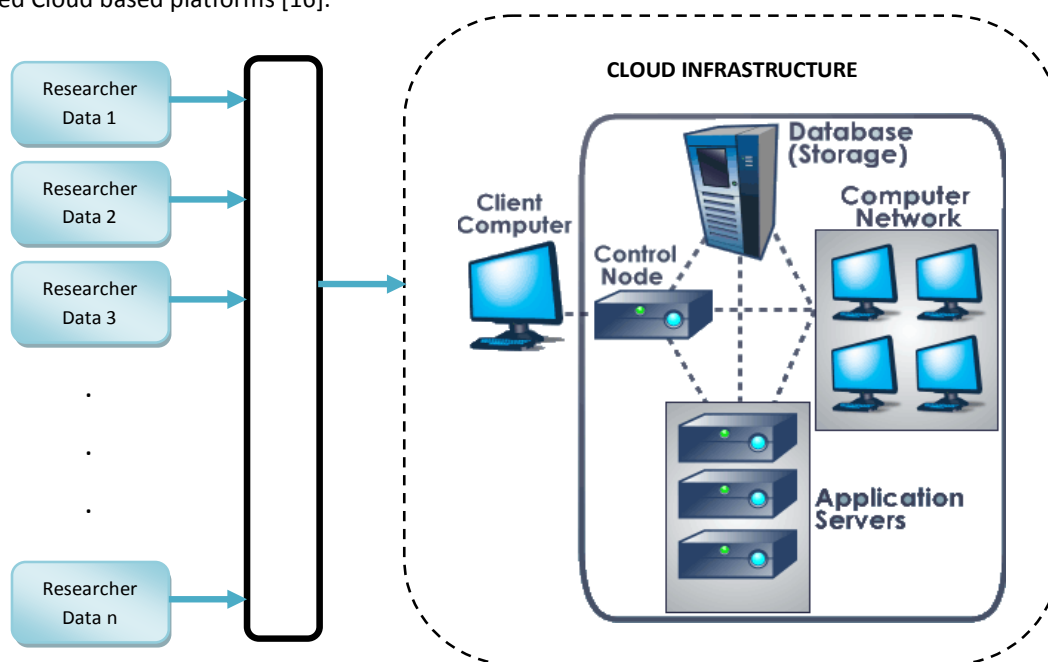 ed Cloud based platforms [10].
Researcher
Data 1
Researcher
Data 2
Researcher
Data 3
.
.
.
Researcher
Data n
CLOUD INFRASTRUCTURE
Database
(Storage)
Client
Computer
Computer
Network
Control
Node
Application
Servers